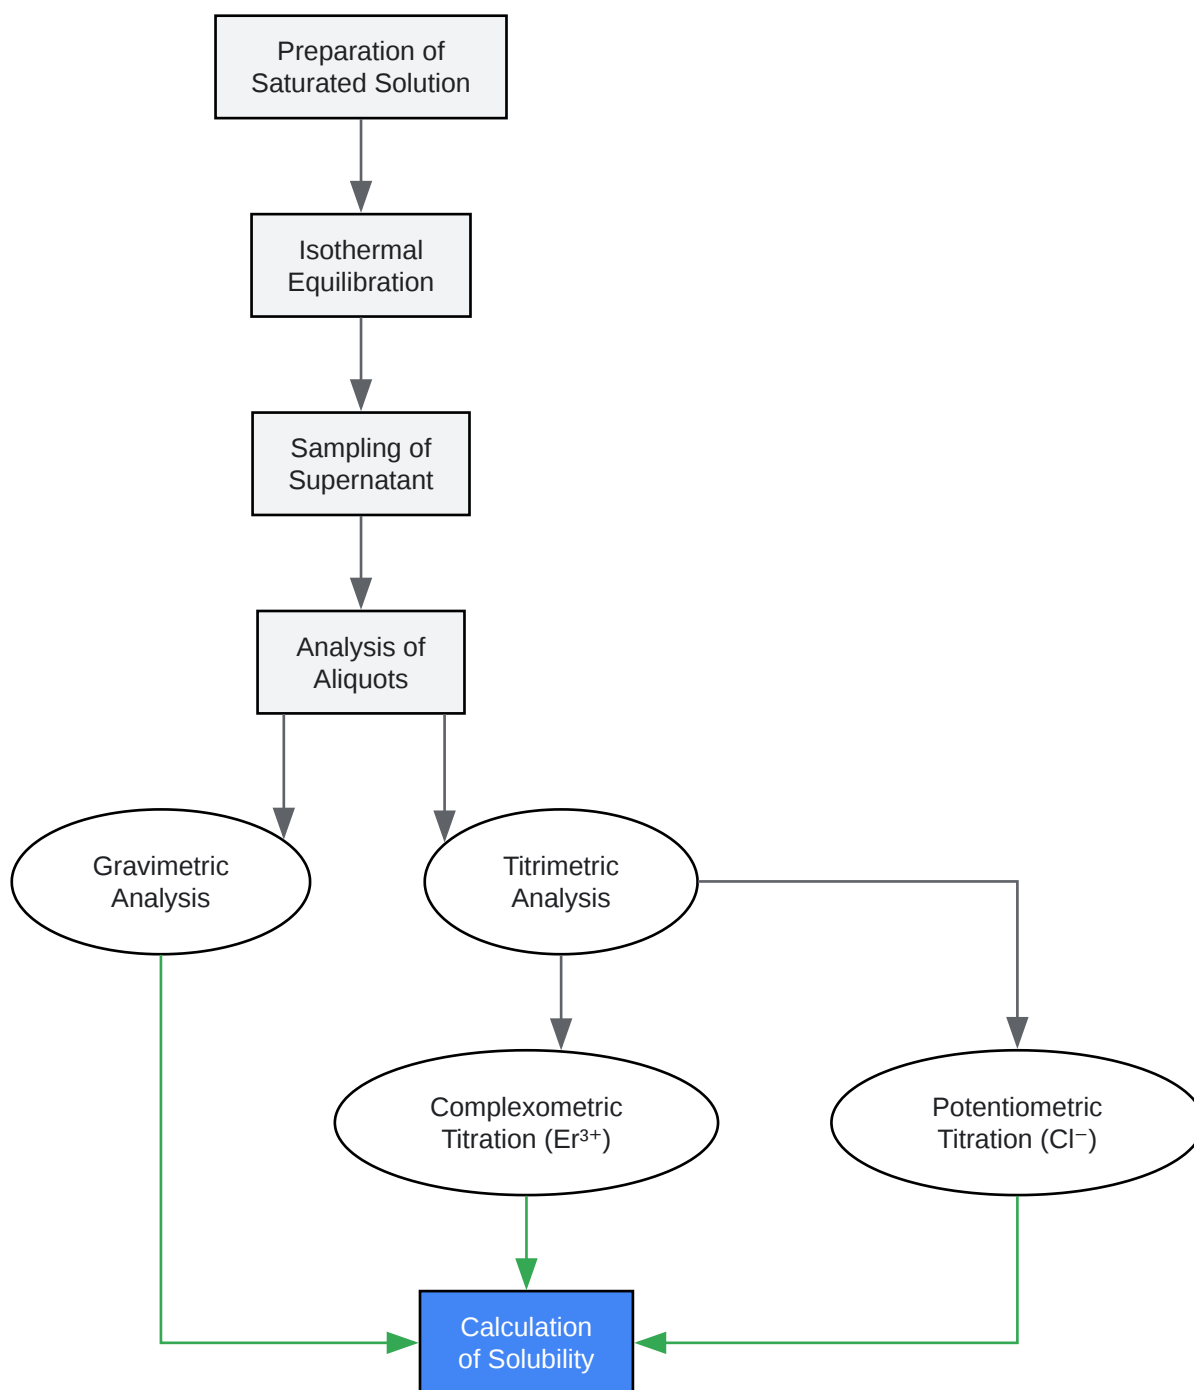 Preparation of
Saturated Solution
Isothermal
Equilibration
Sampling of
Supernatant
Analysis of
Aliquots
Gravimetric
Analysis
Titrimetric
Analysis
Complexometric
Titration (Er³⁺)
Potentiometric
Titration (Cl⁻)
Calculation
of Solubility